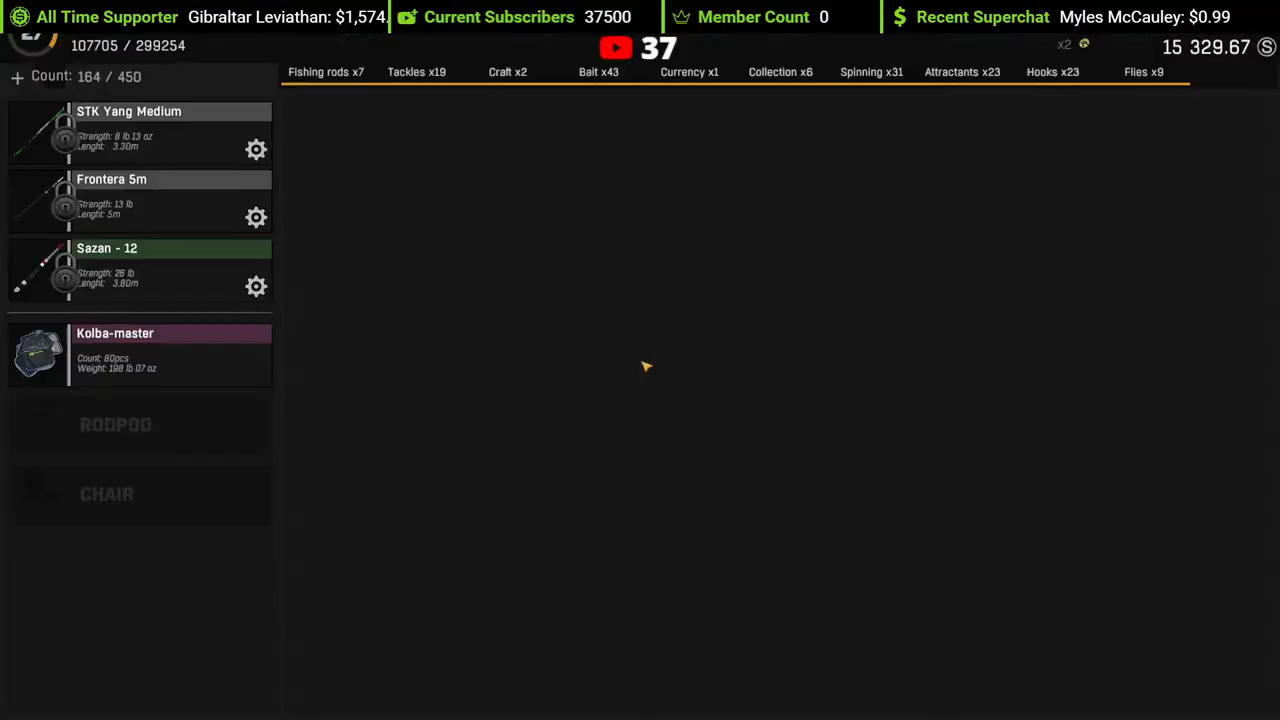 All Time Supporter Gibraltar Leviathan: $1,574.
Current Subscribers 37500
Member Count 0
Recent Superchat Myles McCauley: $0.99
27
107705 / 299254
37
x2
15 329.67
Count: 164 / 450
Fishing rods x7
Tackles x19
Craft x2
Bait x43
Currency x1
Collection x6
Spinning x31
Attractants x23
Hooks x23
Flies x9
STK Yang Medium
Strength: 8 lb 13 oz
Lenght: 3.30m
Frontera 5m
Strength: 13 lb
Lenght: 5m
Sazan - 12
Strength: 26 lb
Lenght: 3.80m
Kolba-master
Count: 80pcs
Weight: 198 lb 07 oz
RODPOD
CHAIR